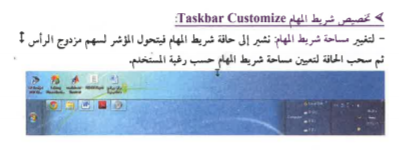 ➤ تخصيص شريط المهام Taskbar Customize:
- لتغيير مساحة شريط المهام: نشير إلى حافة شريط المهام فيتحول المؤشر لسهم مزدوج الرأس ↕
ثم سحب الحافة لتعيين مساحة شريط المهام حسب رغبة المستخدم.